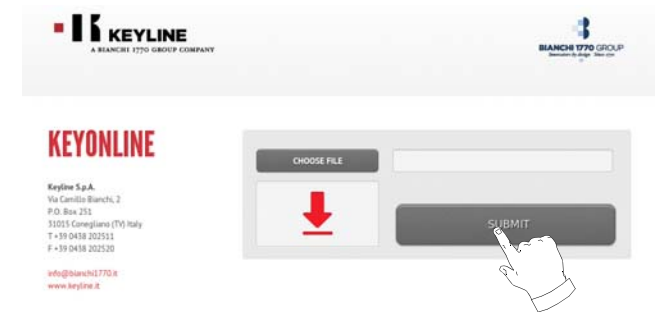 KEYLINE
A BIANCHI 1770 GROUP COMPANY
BIANCHI 1770 GROUP
KEYONLINE
CHOOSE FILE
SUBMIT
Keyline S.p.A.
Via Camillo Bianchi, 2
P.O. Box 251
31015 Conegliano (TV) Italy
T +39 0438 202511
F +39 0438 202520
info@bianchi1770.it
www.keyline.it